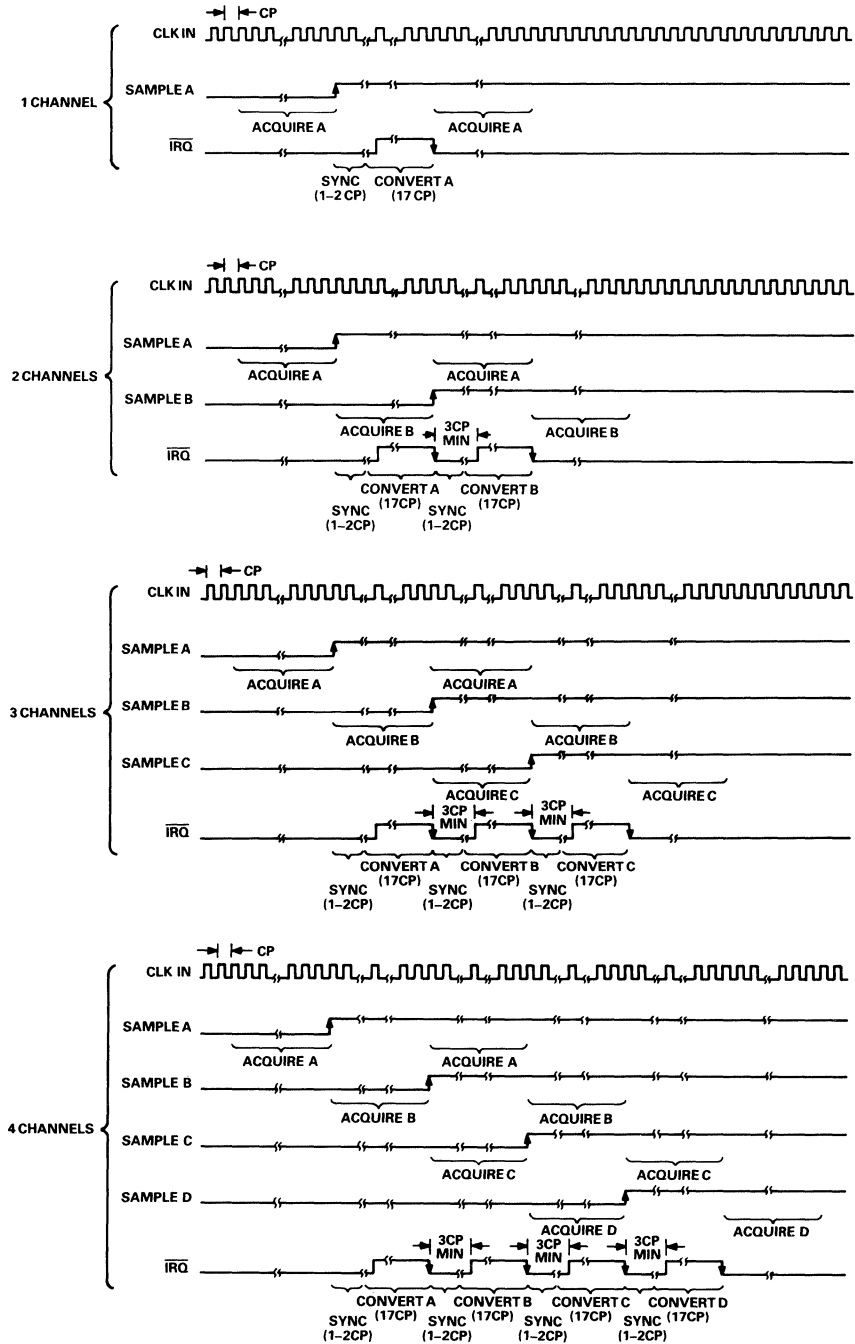 CP
CLK IN
1 CHANNEL
SAMPLE A
ACQUIRE A ACQUIRE A
IRQ
SYNC CONVERT A
(1–2 CP) (17 CP)
CP
CLK IN
SAMPLE A
ACQUIRE A ACQUIRE A
2 CHANNELS
SAMPLE B
ACQUIRE B 3CP MIN ACQUIRE B
IRQ
CONVERT A CONVERT B
(17CP) (17CP)
SYNC SYNC
(1–2CP) (1–2CP)
CP
CLK IN
SAMPLE A
ACQUIRE A ACQUIRE A
3 CHANNELS
SAMPLE B
ACQUIRE B ACQUIRE B
SAMPLE C
ACQUIRE C ACQUIRE C
3CP MIN 3CP MIN
IRQ
CONVERT A CONVERT B CONVERT C
(17CP) (17CP) (17CP)
SYNC SYNC SYNC
(1–2CP) (1–2CP) (1–2CP)
CP
CLK IN
SAMPLE A
ACQUIRE A ACQUIRE A
SAMPLE B
4 CHANNELS
ACQUIRE B ACQUIRE B
SAMPLE C
ACQUIRE C ACQUIRE C
SAMPLE D
ACQUIRE D ACQUIRE D
3CP MIN 3CP MIN 3CP MIN
IRQ
CONVERT A CONVERT B CONVERT C CONVERT D
(17CP) (17CP) (17CP) (17CP)
SYNC SYNC SYNC SYNC
(1–2CP) (1–2CP) (1–2CP) (1–2CP)